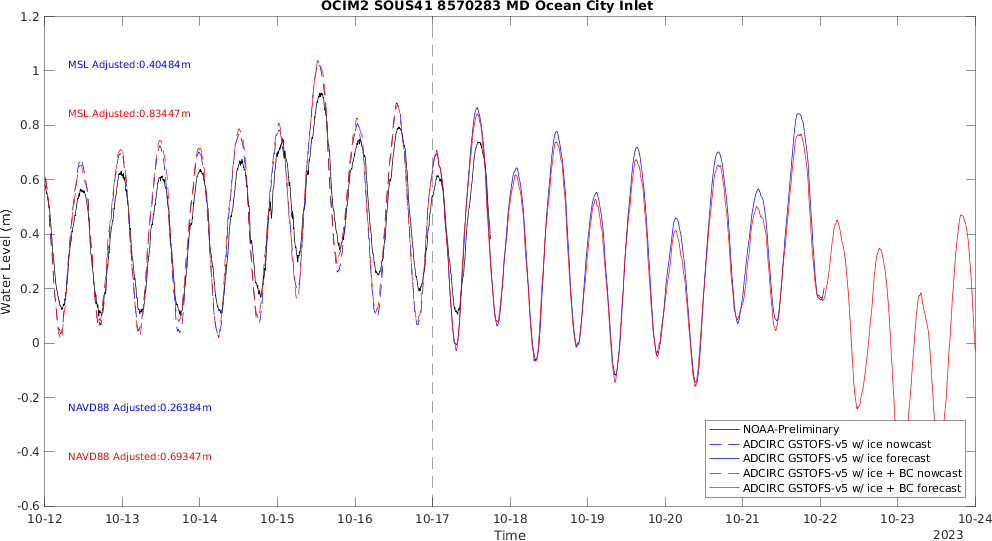 OCIM2 SOUS41 8570283 MD Ocean City Inlet
1.2
1
0.8
0.6
0.4
0.2
0
-0.2
-0.4
-0.6
Water Level (m)
MSL Adjusted:0.40484m
MSL Adjusted:0.83447m
NAVD88 Adjusted:0.26384m
NAVD88 Adjusted:0.69347m
NOAA-Preliminary
ADCIRC GSTOFS-v5 w/ ice nowcast
ADCIRC GSTOFS-v5 w/ ice forecast
ADCIRC GSTOFS-v5 w/ ice + BC nowcast
ADCIRC GSTOFS-v5 w/ ice + BC forecast
10-12 10-13 10-14 10-15 10-16 10-17 10-18 10-19 10-20 10-21 10-22 10-23 10-24
Time
2023